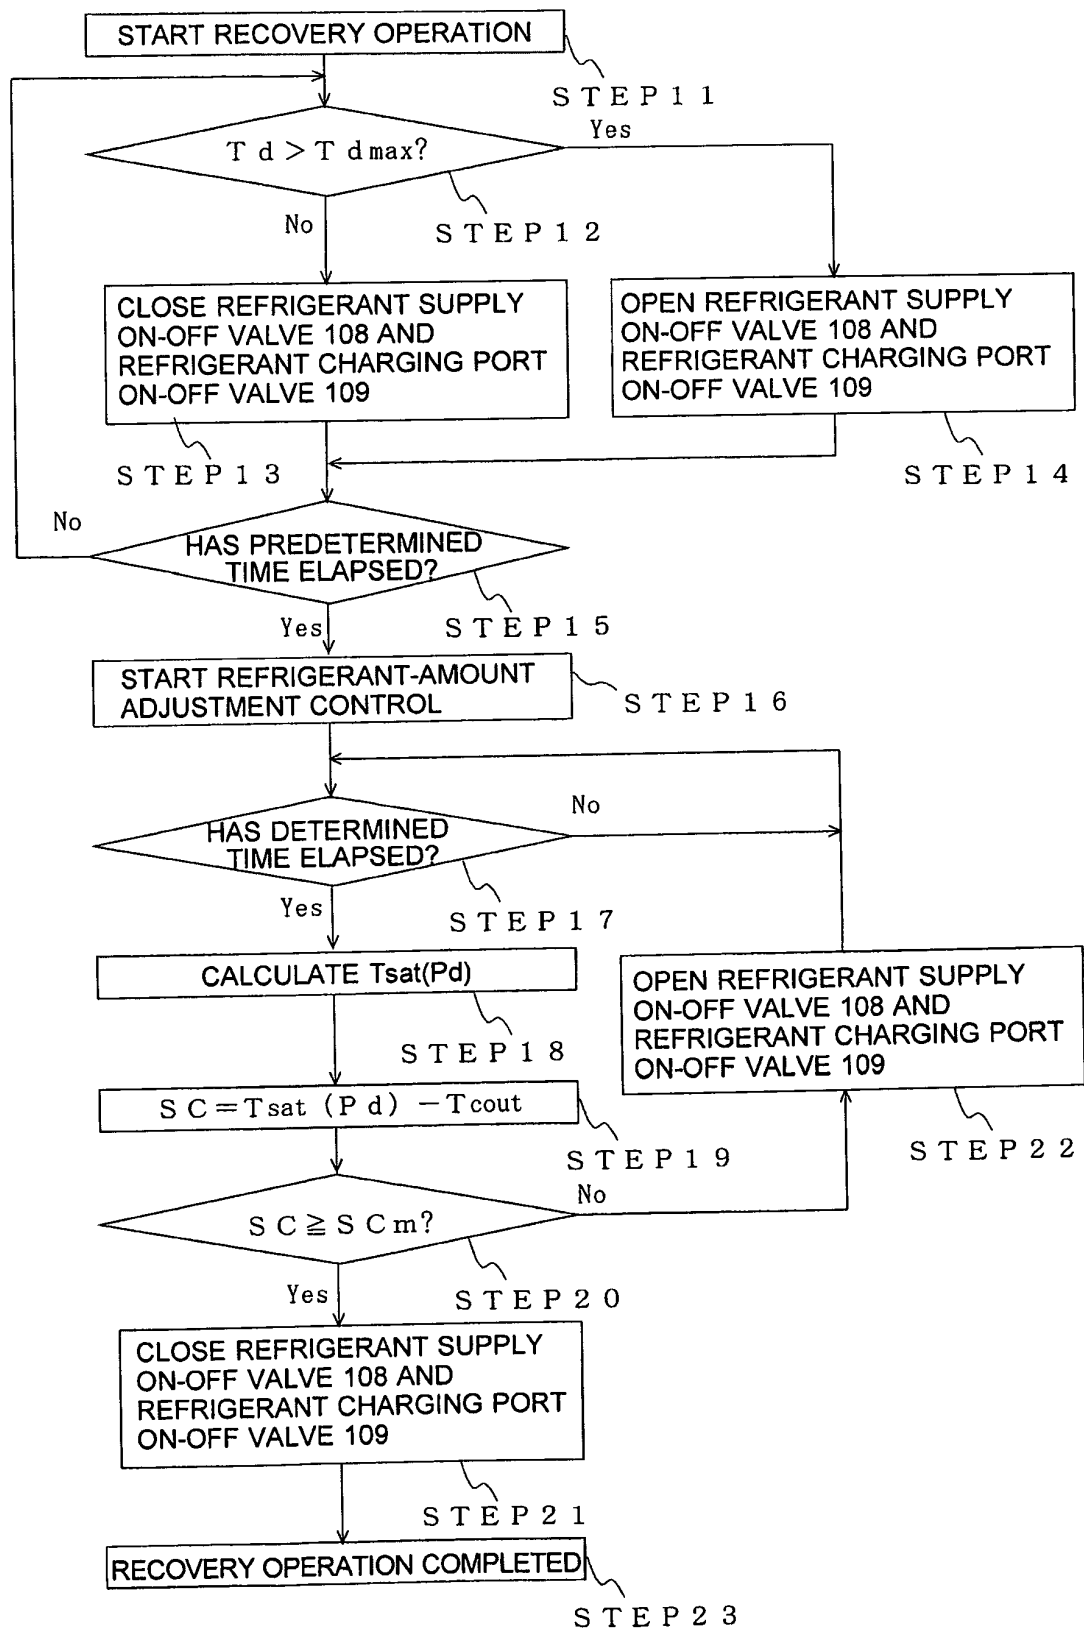 START RECOVERY OPERATION
STEP11
Td>Tdmax?
Yes
No
STEP12
CLOSE REFRIGERANT SUPPLY
ON-OFF VALVE 108 AND
REFRIGERANT CHARGING PORT
ON-OFF VALVE 109
STEP13
OPEN REFRIGERANT SUPPLY
ON-OFF VALVE 108 AND
REFRIGERANT CHARGING PORT
ON-OFF VALVE 109
STEP14
No
HAS PREDETERMINED
TIME ELAPSED?
STEP15
Yes
START REFRIGERANT-AMOUNT
ADJUSTMENT CONTROL
STEP16
HAS DETERMINED
TIME ELAPSED?
No
Yes
STEP17
CALCULATE Tsat(Pd)
STEP18
SC=Tsat (Pd) -Tcout
STEP19
SC≧SCm?
No
Yes
STEP20
OPEN REFRIGERANT SUPPLY
ON-OFF VALVE 108 AND
REFRIGERANT CHARGING PORT
ON-OFF VALVE 109
STEP22
CLOSE REFRIGERANT SUPPLY
ON-OFF VALVE 108 AND
REFRIGERANT CHARGING PORT
ON-OFF VALVE 109
STEP21
RECOVERY OPERATION COMPLETED
STEP23